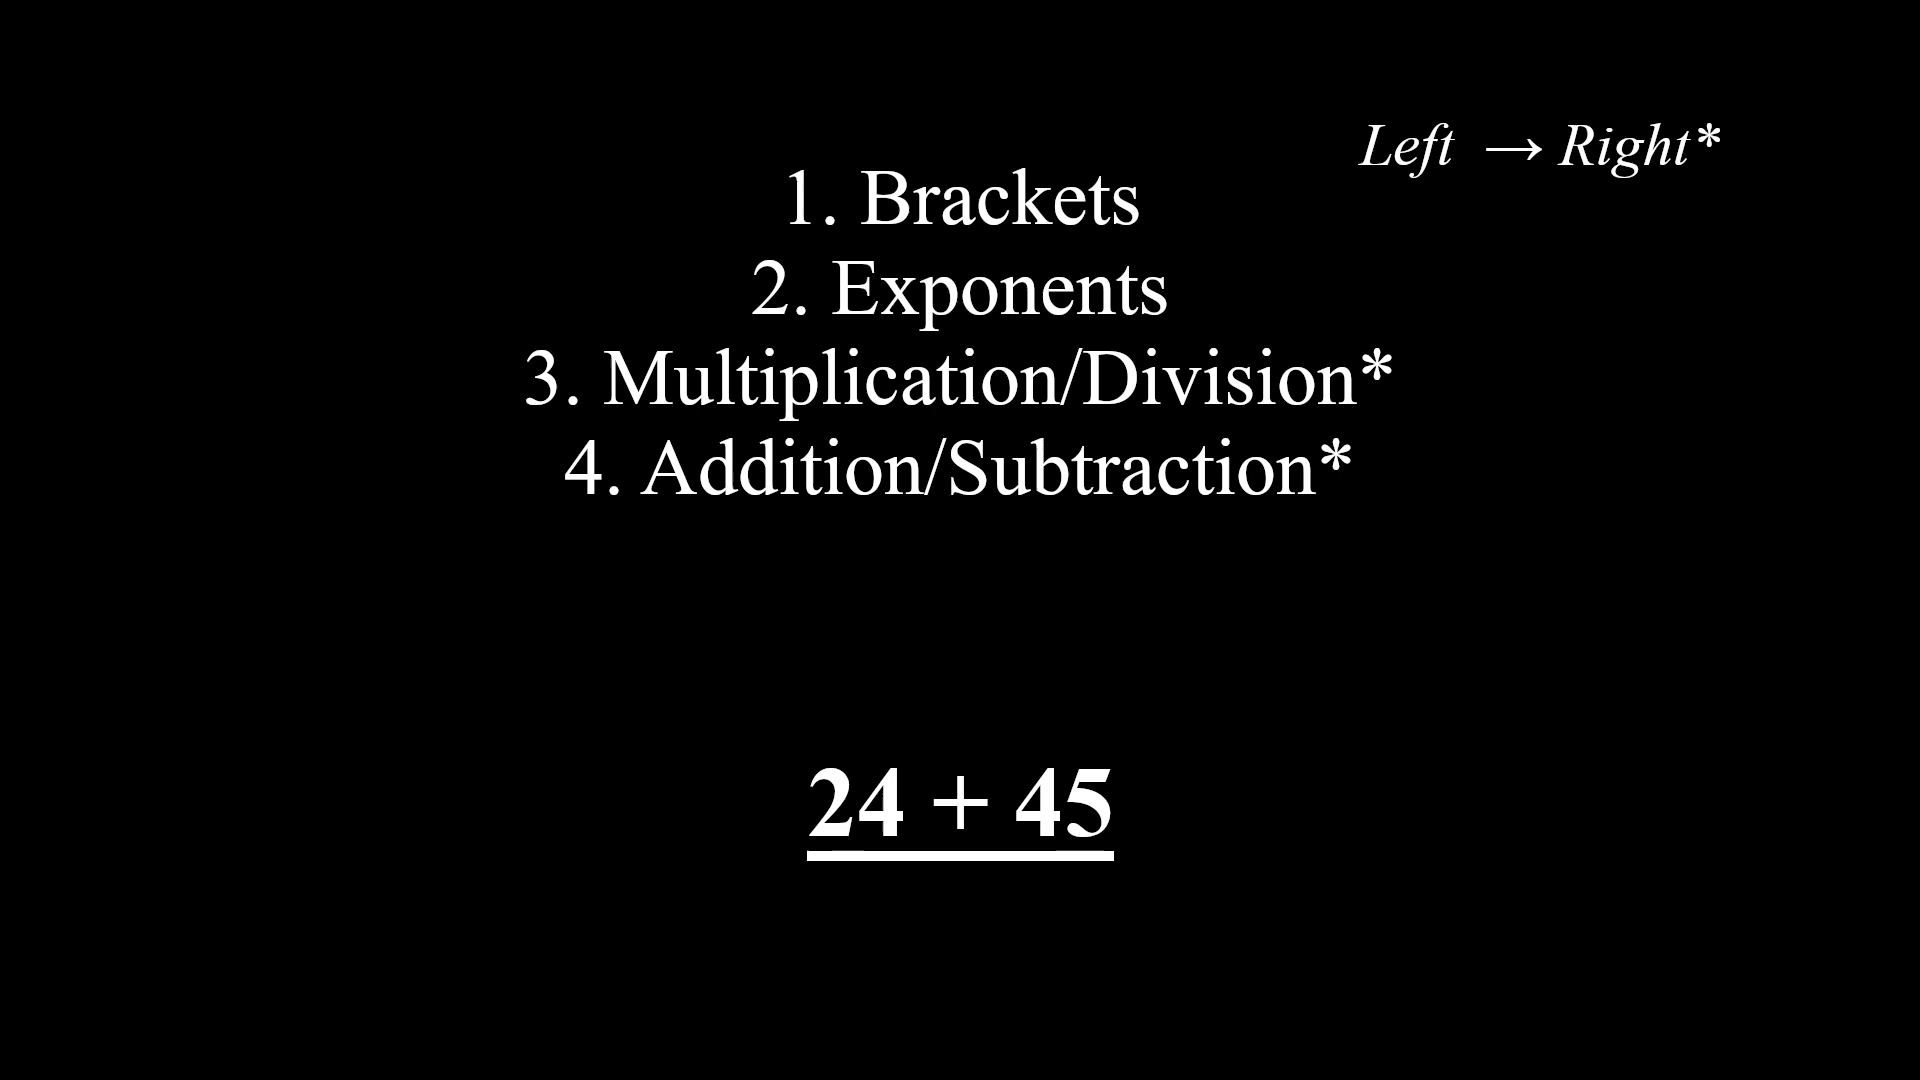 Left → Right*
1. Brackets
2. Exponents
3. Multiplication/Division*
4. Addition/Subtraction*
24 + 45